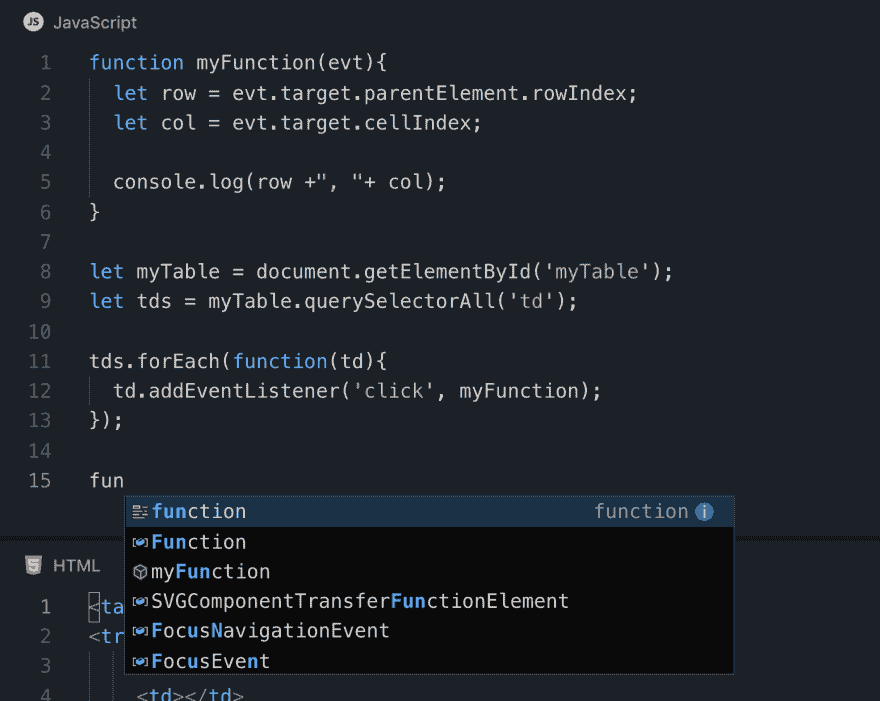 JS JavaScript
1 function myFunction(evt){
2 let row = evt.target.parentElement.rowIndex;
3 let col = evt.target.cellIndex;
4
5 console.log(row +", "+ col);
6 }
7
8 let myTable = document.getElementById('myTable');
9 let tds = myTable.querySelectorAll('td');
10
11 tds.forEach(function(td){
12 td.addEventListener('click', myFunction);
13 });
14
15 fun
function function i
Function
myFunction
SVGComponentTransferFunctionElement
FocusNavigationEvent
FocusEvent
HTML
1 <ta
2 <tr
3
4 <td></td>